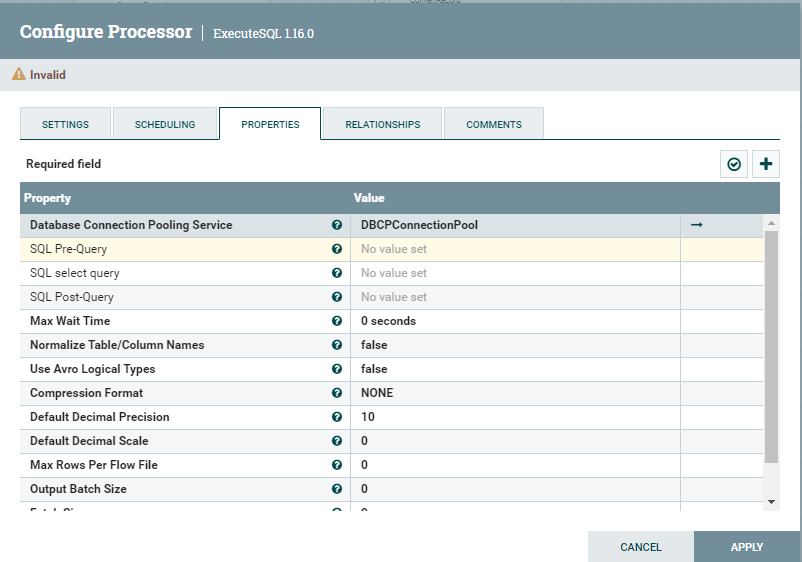 Configure Processor | ExecuteSQL 1.16.0
Invalid
SETTINGS SCHEDULING PROPERTIES RELATIONSHIPS COMMENTS
Required field
Property Value
Database Connection Pooling Service DBCPConnectionPool
SQL Pre-Query No value set
SQL select query No value set
SQL Post-Query No value set
Max Wait Time 0 seconds
Normalize Table/Column Names false
Use Avro Logical Types false
Compression Format NONE
Default Decimal Precision 10
Default Decimal Scale 0
Max Rows Per Flow File 0
Output Batch Size 0
CANCEL APPLY